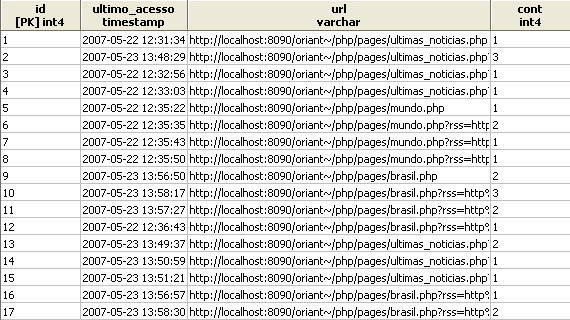 id ultimo_acesso url cont
[PK] int4 timestamp varchar int4
1 2007-05-22 12:31:34 http://localhost:8090/oriant~/php/pages/ultimas_noticias.php 1
2 2007-05-23 13:48:29 http://localhost:8090/oriant~/php/pages/ultimas_noticias.php? 3
3 2007-05-22 12:32:56 http://localhost:8090/oriant~/php/pages/ultimas_noticias.php? 1
4 2007-05-22 12:33:03 http://localhost:8090/oriant~/php/pages/ultimas_noticias.php? 1
5 2007-05-22 12:35:22 http://localhost:8090/oriant~/php/pages/mundo.php 1
6 2007-05-22 12:35:35 http://localhost:8090/oriant~/php/pages/mundo.php?rss=http 2
7 2007-05-22 12:35:43 http://localhost:8090/oriant~/php/pages/mundo.php?rss=http 1
8 2007-05-22 12:35:50 http://localhost:8090/oriant~/php/pages/mundo.php?rss=http 1
9 2007-05-23 13:56:50 http://localhost:8090/oriant~/php/pages/brasil.php 2
10 2007-05-23 13:58:17 http://localhost:8090/oriant~/php/pages/brasil.php?rss=http% 3
11 2007-05-23 13:57:27 http://localhost:8090/oriant~/php/pages/brasil.php?rss=http% 2
12 2007-05-22 12:36:43 http://localhost:8090/oriant~/php/pages/brasil.php?rss=http% 1
13 2007-05-23 13:49:37 http://localhost:8090/oriant~/php/pages/ultimas_noticias.php? 2
14 2007-05-23 13:50:59 http://localhost:8090/oriant~/php/pages/ultimas_noticias.php? 1
15 2007-05-23 13:51:21 http://localhost:8090/oriant~/php/pages/ultimas_noticias.php? 1
16 2007-05-23 13:56:57 http://localhost:8090/oriant~/php/pages/brasil.php?rss=http% 1
17 2007-05-23 13:58:30 http://localhost:8090/oriant~/php/pages/brasil.php?rss=http% 2